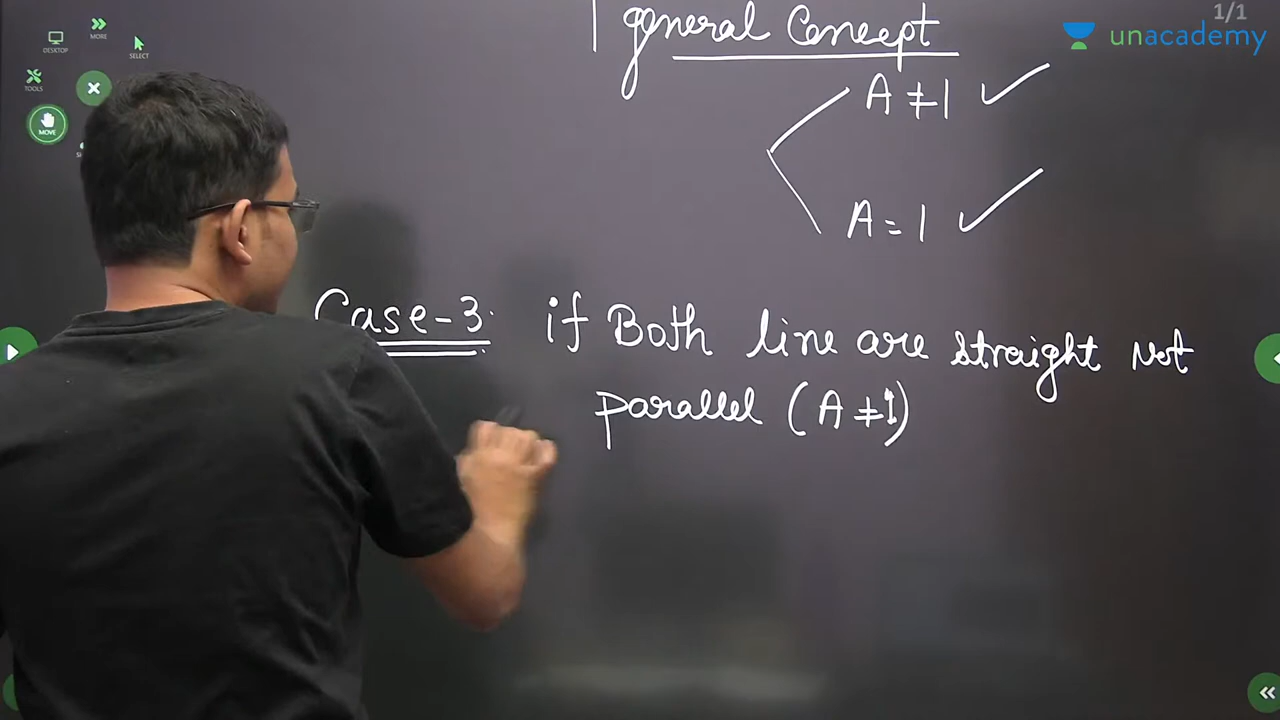 1/1
unacademy
DESKTOP
MORE
SELECT
TOOLS
MOVE
general Concept
A ≠ 1 ✓
A = 1 ✓
Case-3: if Both line are straight Not
parallel (A ≠ 1)